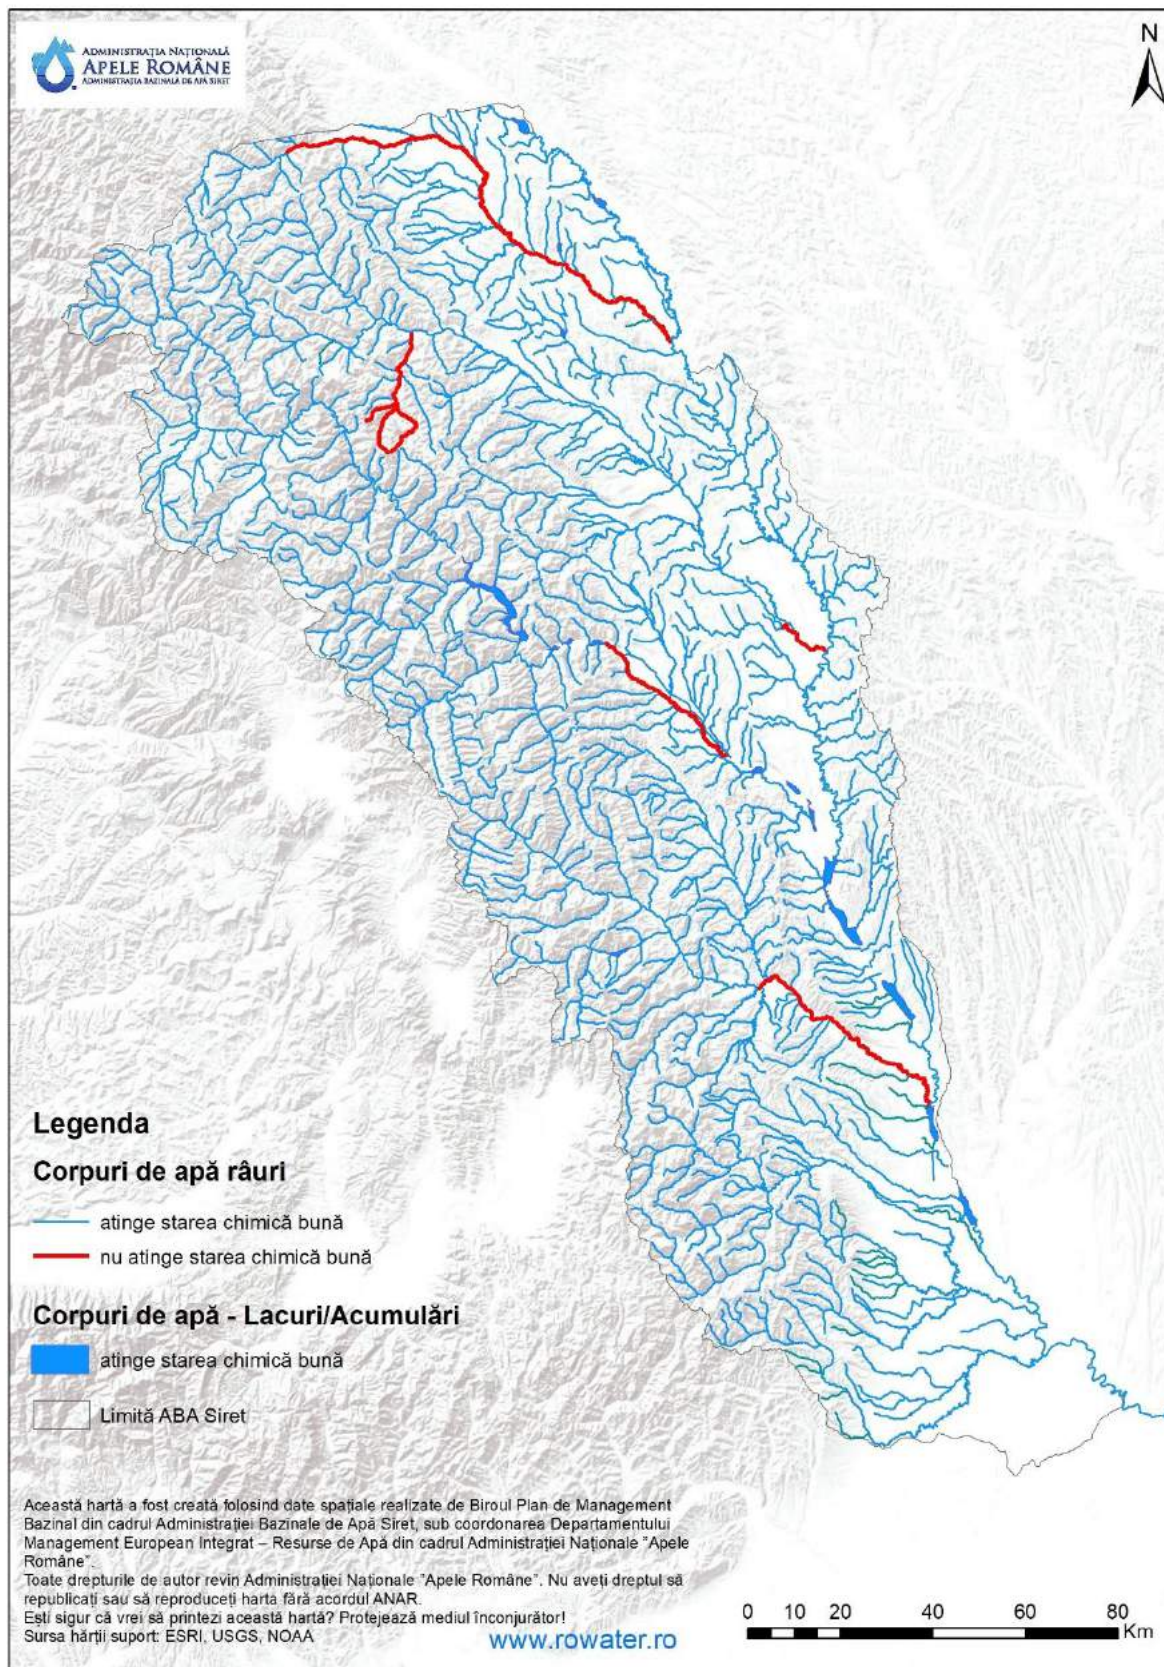 ADMINISTRAȚIA NAȚIONALĂ
APELE ROMÂNE
ADMINISTRAȚIA BAZINALĂ DE APĂ SIRET
N
Legenda
Corpuri de apă râuri
atinge starea chimică bună
nu atinge starea chimică bună
Corpuri de apă - Lacuri/Acumulări
atinge starea chimică bună
Limită ABA Siret
Această hartă a fost creată folosind date spațiale realizate de Biroul Plan de Management
Bazinal din cadrul Administrației Bazinale de Apă Siret, sub coordonarea Departamentului
Management European Integrat – Resurse de Apă din cadrul Administrației Naționale "Apele
Române".
Toate drepturile de autor revin Administrației Naționale "Apele Române". Nu aveți dreptul să
republicați sau să reproduceți harta fără acordul ANAR.
Ești sigur că vrei să printezi această hartă? Protejează mediul înconjurător!
Sursa hărții suport: ESRI, USGS, NOAA
www.rowater.ro
0 10 20 40 60 80
Km